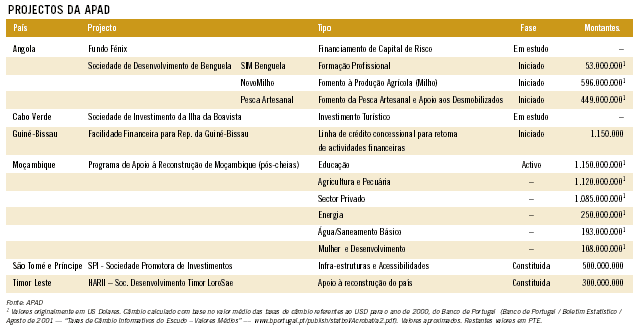 PROJECTOS DA APAD
País Projecto Tipo Fase Montantes
Angola Fundo Fénix Financiamento de Capital de Risco Em estudo –
Sociedade de Desenvolvimento de Benguela SIM Benguela Formação Profissional Iniciado 53.000.000¹
NovoMilho Fomento à Produção Agrícola (Milho) Iniciado 596.000.000¹
Pesca Artesanal Fomento da Pesca Artesanal e Apoio aos Desmobilizados Iniciado 449.000.000¹
Cabo Verde Sociedade de Investimento da Ilha da Boavista Investimento Turístico Em estudo –
Guiné-Bissau Facilidade Financeira para Rep. da Guiné-Bissau Linha de crédito concessional para retoma Iniciado 1.150.000
de actividades financeiras
Moçambique Programa de Apoio à Reconstrução de Moçambique (pós-cheias) Educação Activo 1.150.000.000¹
Agricultura e Pecuária – 1.120.000.000¹
Sector Privado – 1.085.000.000¹
Energia – 250.000.000¹
Água/Saneamento Básico – 193.000.000¹
Mulher e Desenvolvimento – 108.000.000¹
São Tomé e Príncipe SPI - Sociedade Promotora de Investimentos Infra-estruturas e Acessibilidades Constituída 500.000.000
Timor Leste HARII – Soc. Desenvolvimento Timor LoroSae Apoio à reconstrução do país Constituída 300.000.000
Fonte: APAD
¹ Valores originalmente em US Dolares. Câmbio calculado com base no valor médio das taxas de câmbio referentes ao USD para o ano de 2000, do Banco de Portugal (Banco de Portugal / Boletim Estatístico /
Agosto de 2001 — "Taxas de Câmbio Informativos do Escudo – Valores Médios" — www.bportugal.pt/publish/statbol/Acrobat/a2.pdf). Valores aproximados. Restantes valores em PTE.